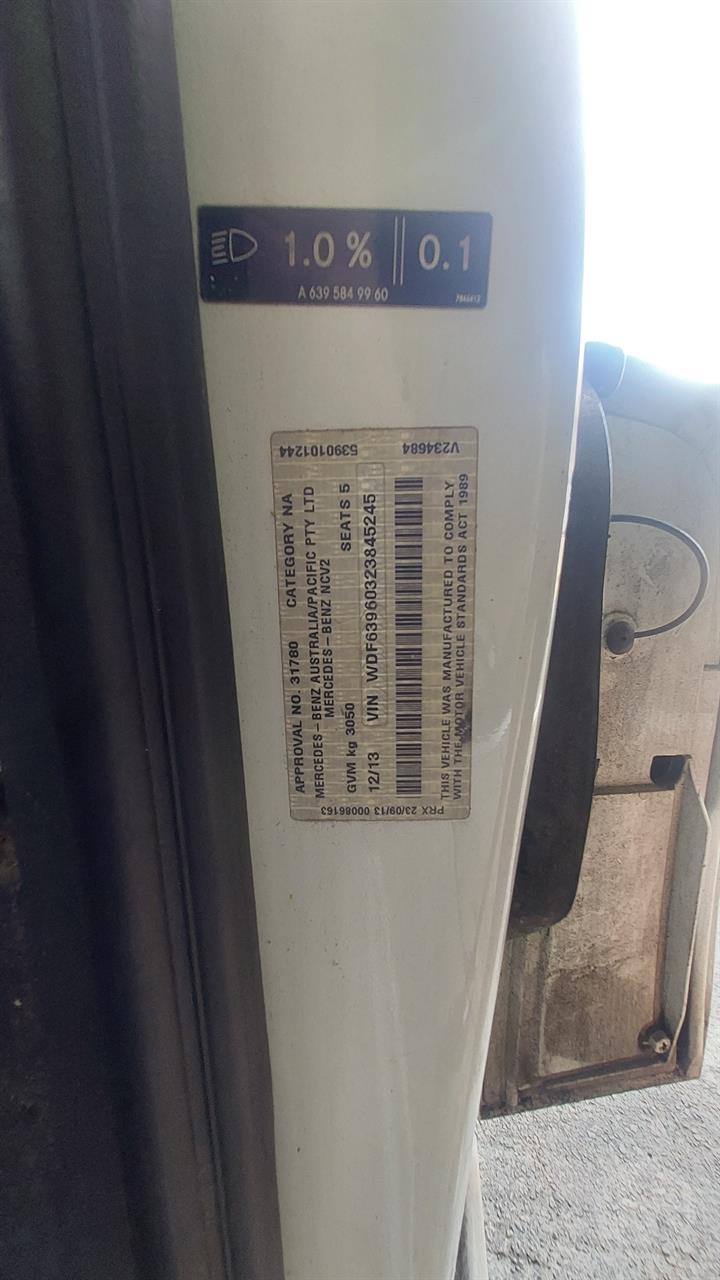 1.0 % 0.1
A 639 584 99 60
7846412
5390101244 V234684
APPROVAL NO. 31780 CATEGORY NA
MERCEDES-BENZ AUSTRALIA/PACIFIC PTY LTD
MERCEDES-BENZ NCV2
GVM kg 3050 SEATS 5
12/13 VIN WDF63960323845245
THIS VEHICLE WAS MANUFACTURED TO COMPLY
WITH THE MOTOR VEHICLE STANDARDS ACT 1989
PRX 23/09/13 00086163